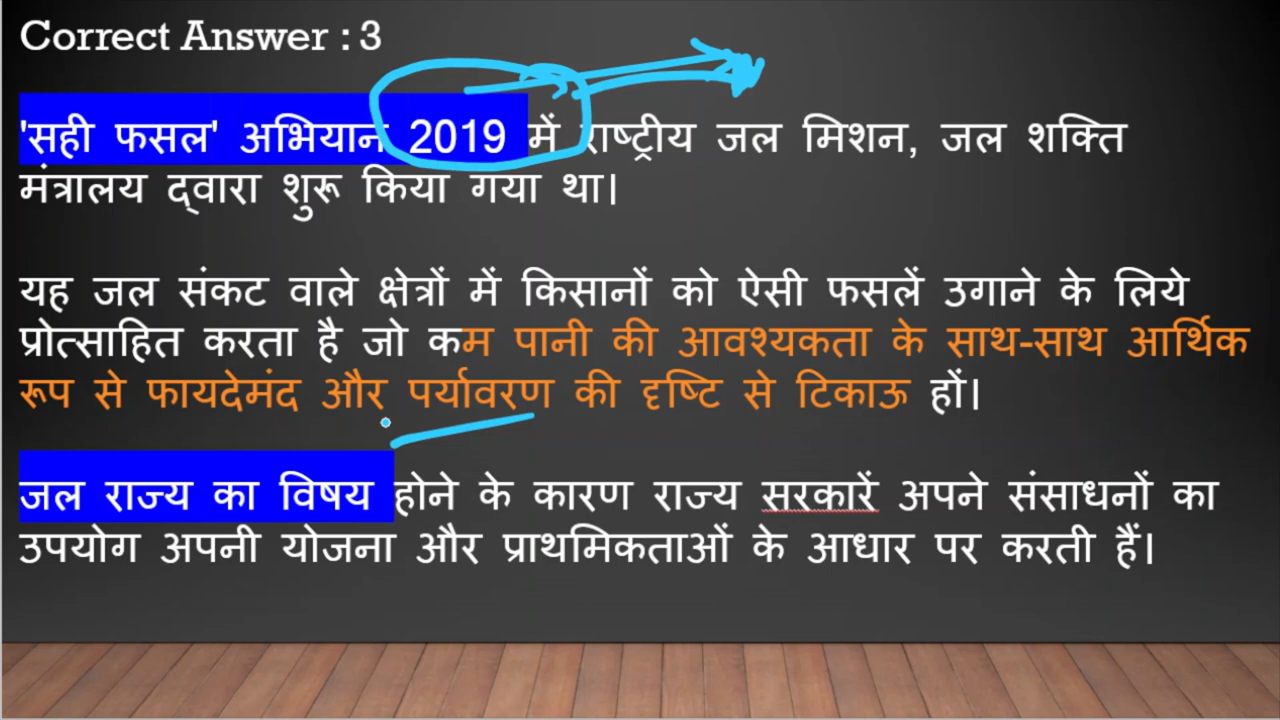 Correct Answer : 3
'सही फसल' अभियान 2019 में राष्ट्रीय जल मिशन, जल शक्ति
मंत्रालय द्वारा शुरू किया गया था।
यह जल संकट वाले क्षेत्रों में किसानों को ऐसी फसलें उगाने के लिये
प्रोत्साहित करता है जो कम पानी की आवश्यकता के साथ-साथ आर्थिक
रूप से फायदेमंद और पर्यावरण की दृष्टि से टिकाऊ हों।
जल राज्य का विषय होने के कारण राज्य सरकारें अपने संसाधनों का
उपयोग अपनी योजना और प्राथमिकताओं के आधार पर करती हैं।